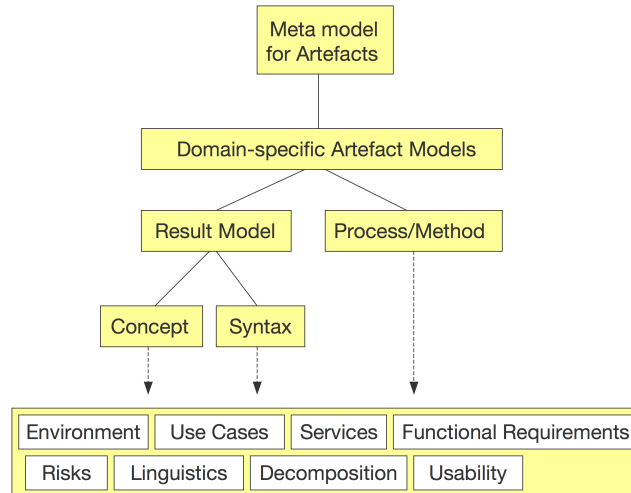 Meta model
for Artefacts
Domain-specific Artefact Models
Result Model
Process/Method
Concept
Syntax
Environment
Use Cases
Services
Functional Requirements
Risks
Linguistics
Decomposition
Usability